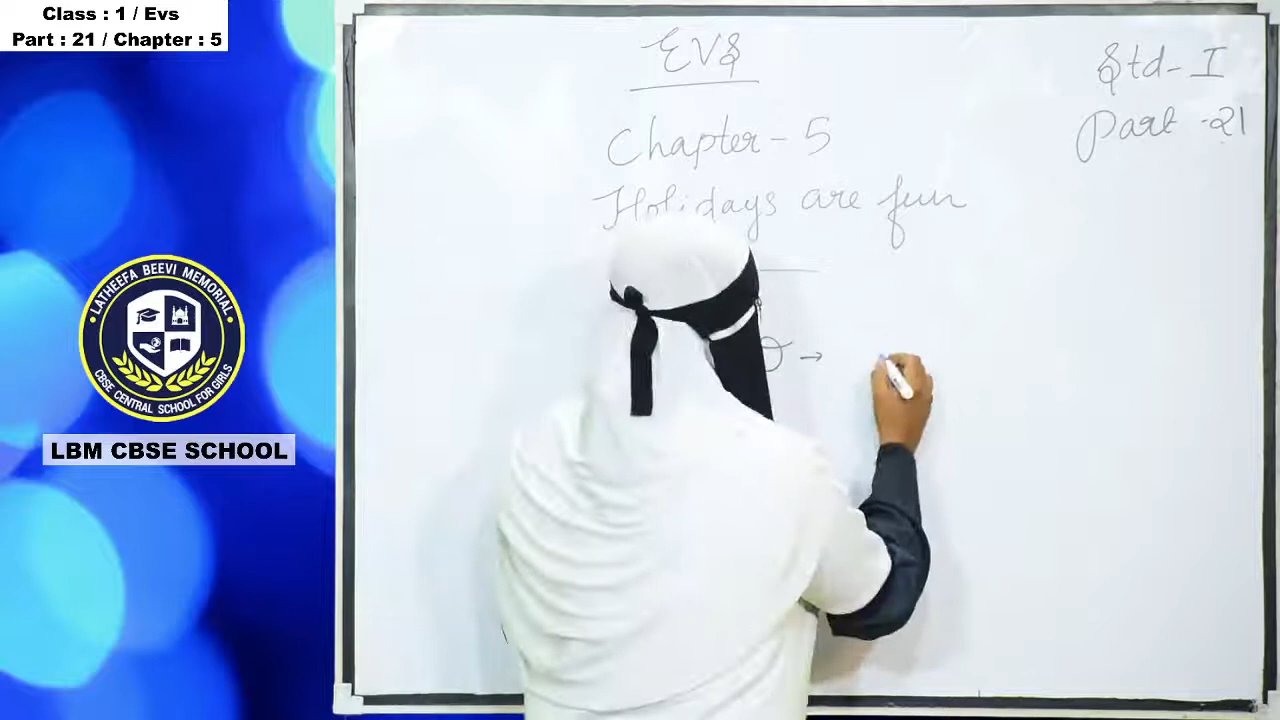 Class : 1 / Evs
Part : 21 / Chapter : 5
EVS
Std- I
Part -21
Chapter - 5
Holidays are fun
→
LATHEEFA BEEVI MEMORIAL
CBSE CENTRAL SCHOOL FOR GIRLS
LBM CBSE SCHOOL